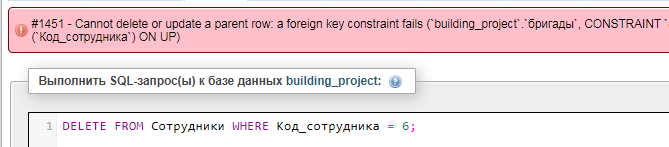 #1451 - Cannot delete or update a parent row: a foreign key constraint fails (`building_project`.`бригады`, CONSTRAINT `
(`Код_сотрудника`) ON UP)
Выполнить SQL-запрос(ы) к базе данных building_project:
1 DELETE FROM Сотрудники WHERE Код_сотрудника = 6;